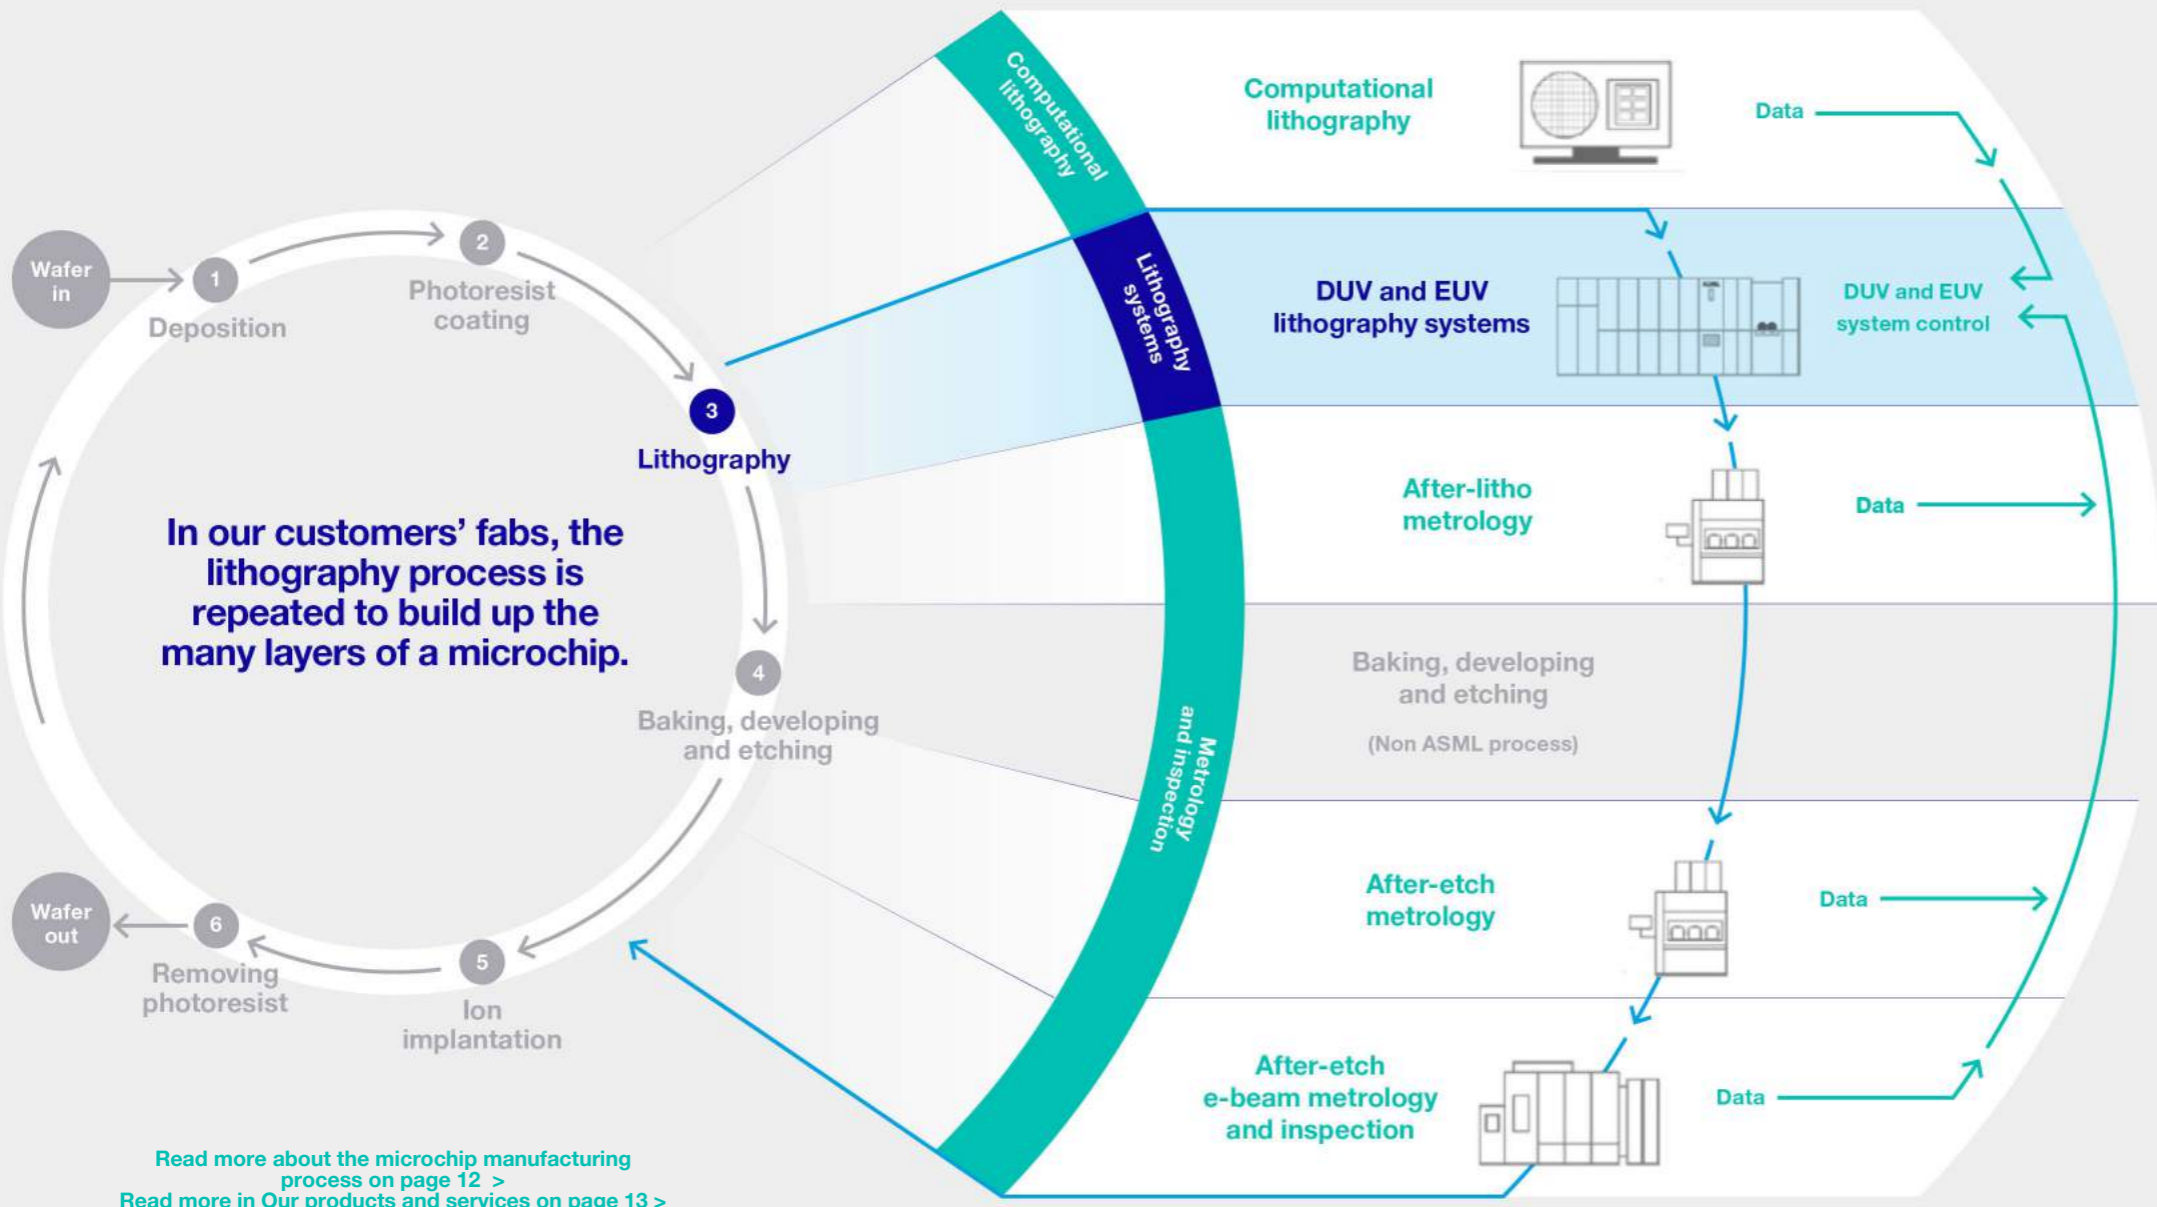 Wafer
in
1
Deposition
2
Photoresist
coating
3
Lithography
4
Baking, developing
and etching
5
Ion
implantation
6
Removing
photoresist
Wafer
out
In our customers’ fabs, the
lithography process is
repeated to build up the
many layers of a microchip.
Read more about the microchip manufacturing
process on page 12 >
Read more in Our products and services on page 13 >
Computational
lithography
Lithography
systems
Metrology
and inspection
Computational
lithography
Data
DUV and EUV
lithography systems
ASML
DUV and EUV
system control
After-litho
metrology
Data
Baking, developing
and etching
(Non ASML process)
After-etch
metrology
Data
After-etch
e-beam metrology
and inspection
Data